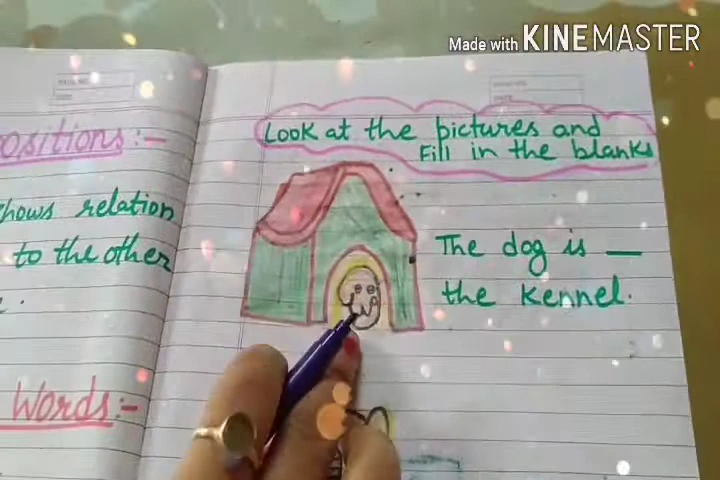 Made with KINEMASTER
ositions :-
hows relation
to the other
Words :-
Look at the pictures and
Fill in the blanks
The dog is __
the kennel.